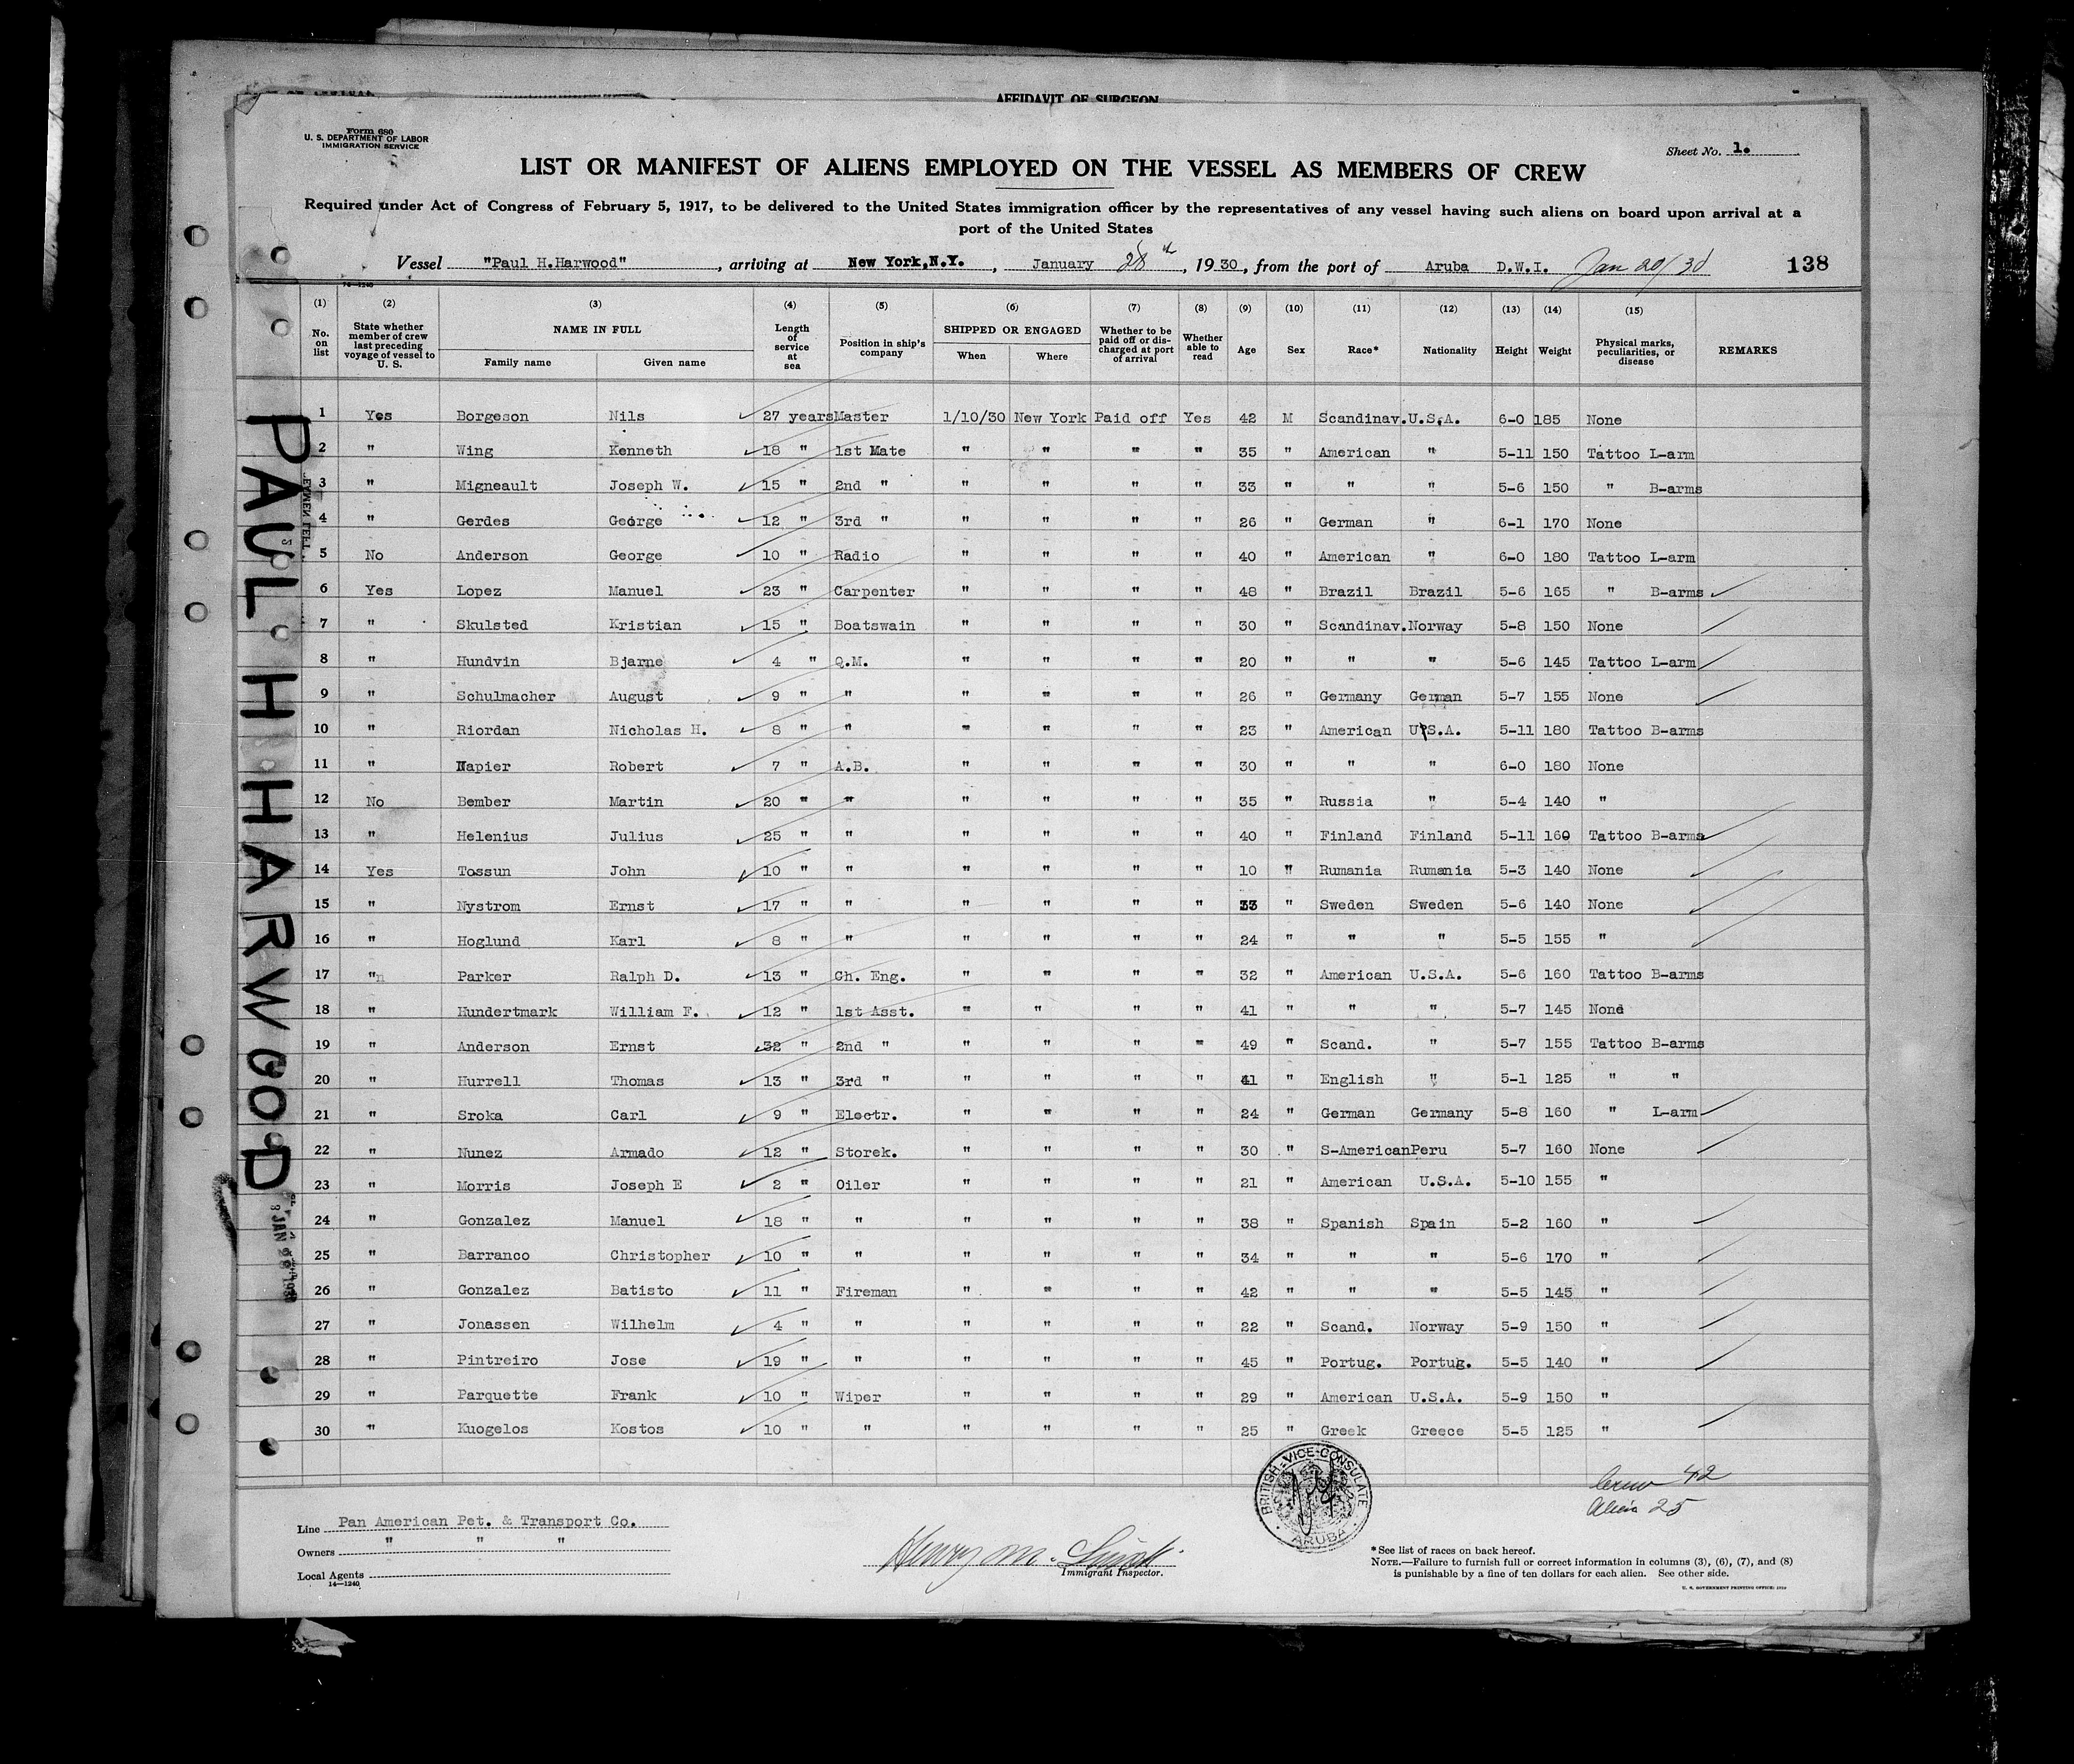 AFFIDAVIT OF SURGEON
Form 680
U. S. DEPARTMENT OF LABOR
IMMIGRATION SERVICE
Sheet No. 1.
LIST OR MANIFEST OF ALIENS EMPLOYED ON THE VESSEL AS MEMBERS OF CREW
Required under Act of Congress of February 5, 1917, to be delivered to the United States immigration officer by the representatives of any vessel having such aliens on board upon arrival at a
port of the United States
Vessel "Paul H.Harwood", arriving at New York,N.Y., January 28th, 1930, from the port of Aruba D.W.I. Jan 20/30 138
(1) (2) (3) (4) (5) (6) (7) (8) (9) (10) (11) (12) (13) (14) (15)
No. on list State whether member of crew last preceding voyage of vessel to U. S. NAME IN FULL Family name Given name Length of service at sea Position in ship's company SHIPPED OR ENGAGED When Where Whether to be paid off or discharged at port of arrival Whether able to read Age Sex Race* Nationality Height Weight Physical marks, peculiarities, or disease REMARKS
1 Yes Borgeson Nils 27 years Master 1/10/30 New York Paid off Yes 42 M Scandinav. U.S.A. 6-0 185 None
2 " Wing Kenneth 18 " 1st Mate " " " " 35 " American " 5-11 150 Tattoo L-arm
3 " Migneault Joseph W. 15 " 2nd " " " " " 33 " " " 5-6 150 " B-arms
4 " Gerdes George 12 " 3rd " " " " " 26 " German " 6-1 170 None
5 No Anderson George 10 " Radio " " " " 40 " American " 6-0 180 Tattoo L-arm
6 Yes Lopez Manuel 23 " Carpenter " " " " 48 " Brazil Brazil 5-6 165 " B-arms
7 " Skulsted Kristian 15 " Boatswain " " " " 30 " Scandinav. Norway 5-8 150 None
8 " Hundvin Bjarne 4 " Q.M. " " " " 20 " " " 5-6 145 Tattoo L-arm
9 " Schulmacher August 9 " " " " " " 26 " Germany German 5-7 155 None
10 " Riordan Nicholas H. 8 " " " " " " 23 " American U.S.A. 5-11 180 Tattoo B-arms
11 " Napier Robert 7 " A.B. " " " " 30 " " " 6-0 180 None
12 No Bember Martin 20 " " " " " " 35 " Russia " 5-4 140 "
13 " Helenius Julius 25 " " " " " " 40 " Finland Finland 5-11 160 Tattoo B-arms
14 Yes Tossun John 10 " " " " " " 10 " Rumania Rumania 5-3 140 None
15 " Nystrom Ernst 17 " " " " " " 33 " Sweden Sweden 5-6 140 None
16 " Hoglund Karl 8 " " " " " " 24 " " " 5-5 155 "
17 " Parker Ralph D. 13 " Ch. Eng. " " " " 32 " American U.S.A. 5-6 160 Tattoo B-arms
18 " Hundertmark William F. 12 " 1st Asst. " " " " 41 " " " 5-7 145 None
19 " Anderson Ernst 32 " 2nd " " " " " 49 " Scand. " 5-7 155 Tattoo B-arms
20 " Hurrell Thomas 13 " 3rd " " " " " 41 " English " 5-1 125 " "
21 " Sroka Carl 9 " Electr. " " " " 24 " German Germany 5-8 160 " L-arm
22 " Nunez Armado 12 " Storek. " " " " 30 " S-American Peru 5-7 160 None
23 " Morris Joseph E 2 " Oiler " " " " 21 " American U.S.A. 5-10 155 "
24 " Gonzalez Manuel 18 " " " " " " 38 " Spanish Spain 5-2 160 "
25 " Barranco Christopher 10 " " " " " " 34 " " " 5-6 170 "
26 " Gonzalez Batisto 11 " Fireman " " " " 42 " " " 5-5 145 "
27 " Jonassen Wilhelm 4 " " " " " " 22 " Scand. Norway 5-9 150 "
28 " Pintreiro Jose 19 " " " " " " 45 " Portug. Portug. 5-5 140 "
29 " Parquette Frank 10 " Wiper " " " " 29 " American U.S.A. 5-9 150 "
30 " Kuogelos Kostos 10 " " " " " " 25 " Greek Greece 5-5 125 "
PAUL H HARWOOD
JAN 28 1930
Crew 42
Alien 25
BRITISH VICE-CONSULATE ARUBA
Line Pan American Pet. & Transport Co.
Owners " " "
Local Agents
14—1240
Henry M.
Immigrant Inspector.
*See list of races on back hereof.
NOTE.—Failure to furnish full or correct information in columns (3), (6), (7), and (8)
is punishable by a fine of ten dollars for each alien. See other side.
U. S. GOVERNMENT PRINTING OFFICE: